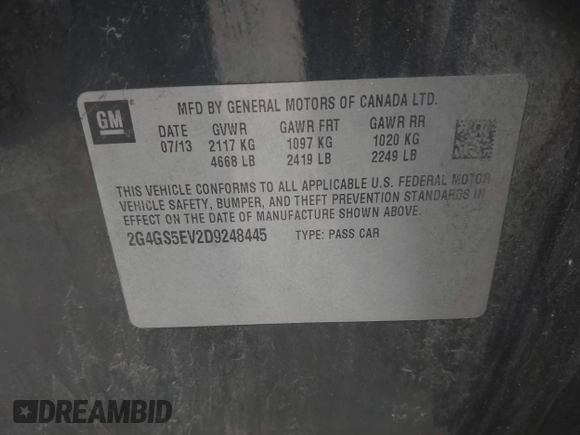 GM
MFD BY GENERAL MOTORS OF CANADA LTD.
DATE GVWR GAWR FRT GAWR RR
07/13 2117 KG 1097 KG 1020 KG
4668 LB 2419 LB 2249 LB
THIS VEHICLE CONFORMS TO ALL APPLICABLE U.S. FEDERAL MOTOR
VEHICLE SAFETY, BUMPER, AND THEFT PREVENTION STANDARDS IN
EFFECT ON THE DATE OF MANUFACTURE SHOWN ABOVE.
2G4GS5EV2D9248445 TYPE: PASS CAR
DREAMBID